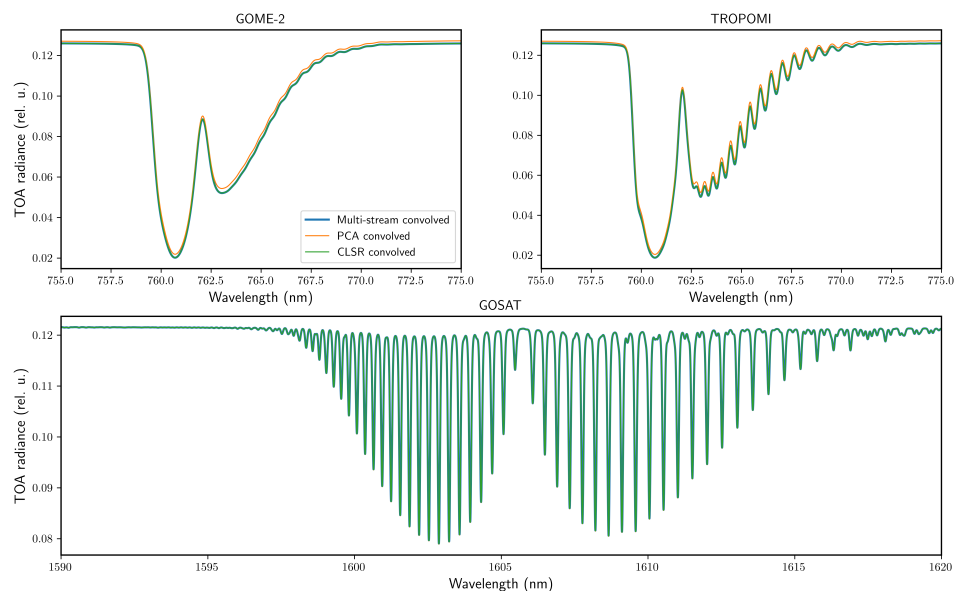 GOME-2
TROPOMI
TOA radiance (rel. u.)
0.12
0.10
0.08
0.06
0.04
0.02
Multi-stream convolved
PCA convolved
CLSR convolved
755.0 757.5 760.0 762.5 765.0 767.5 770.0 772.5 775.0
Wavelength (nm)
0.12
0.10
0.08
0.06
0.04
0.02
755.0 757.5 760.0 762.5 765.0 767.5 770.0 772.5 775.0
Wavelength (nm)
GOSAT
TOA radiance (rel. u.)
0.12
0.11
0.10
0.09
0.08
1590 1595 1600 1605 1610 1615 1620
Wavelength (nm)